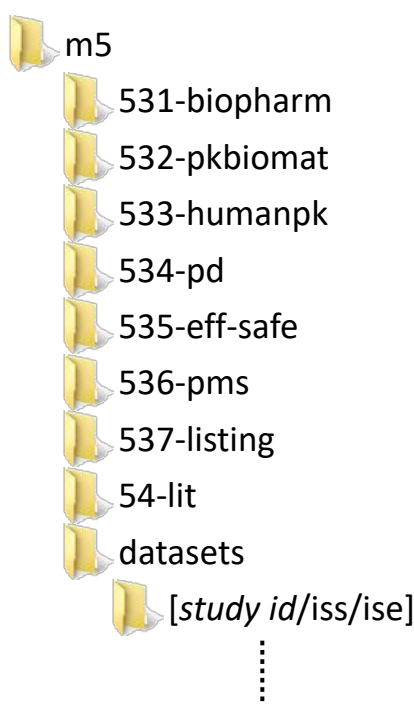 m5
531-biopharm
532-pkbiomat
533-humanpk
534-pd
535-eff-safe
536-pms
537-listing
54-lit
datasets
[study id/iss/ise]